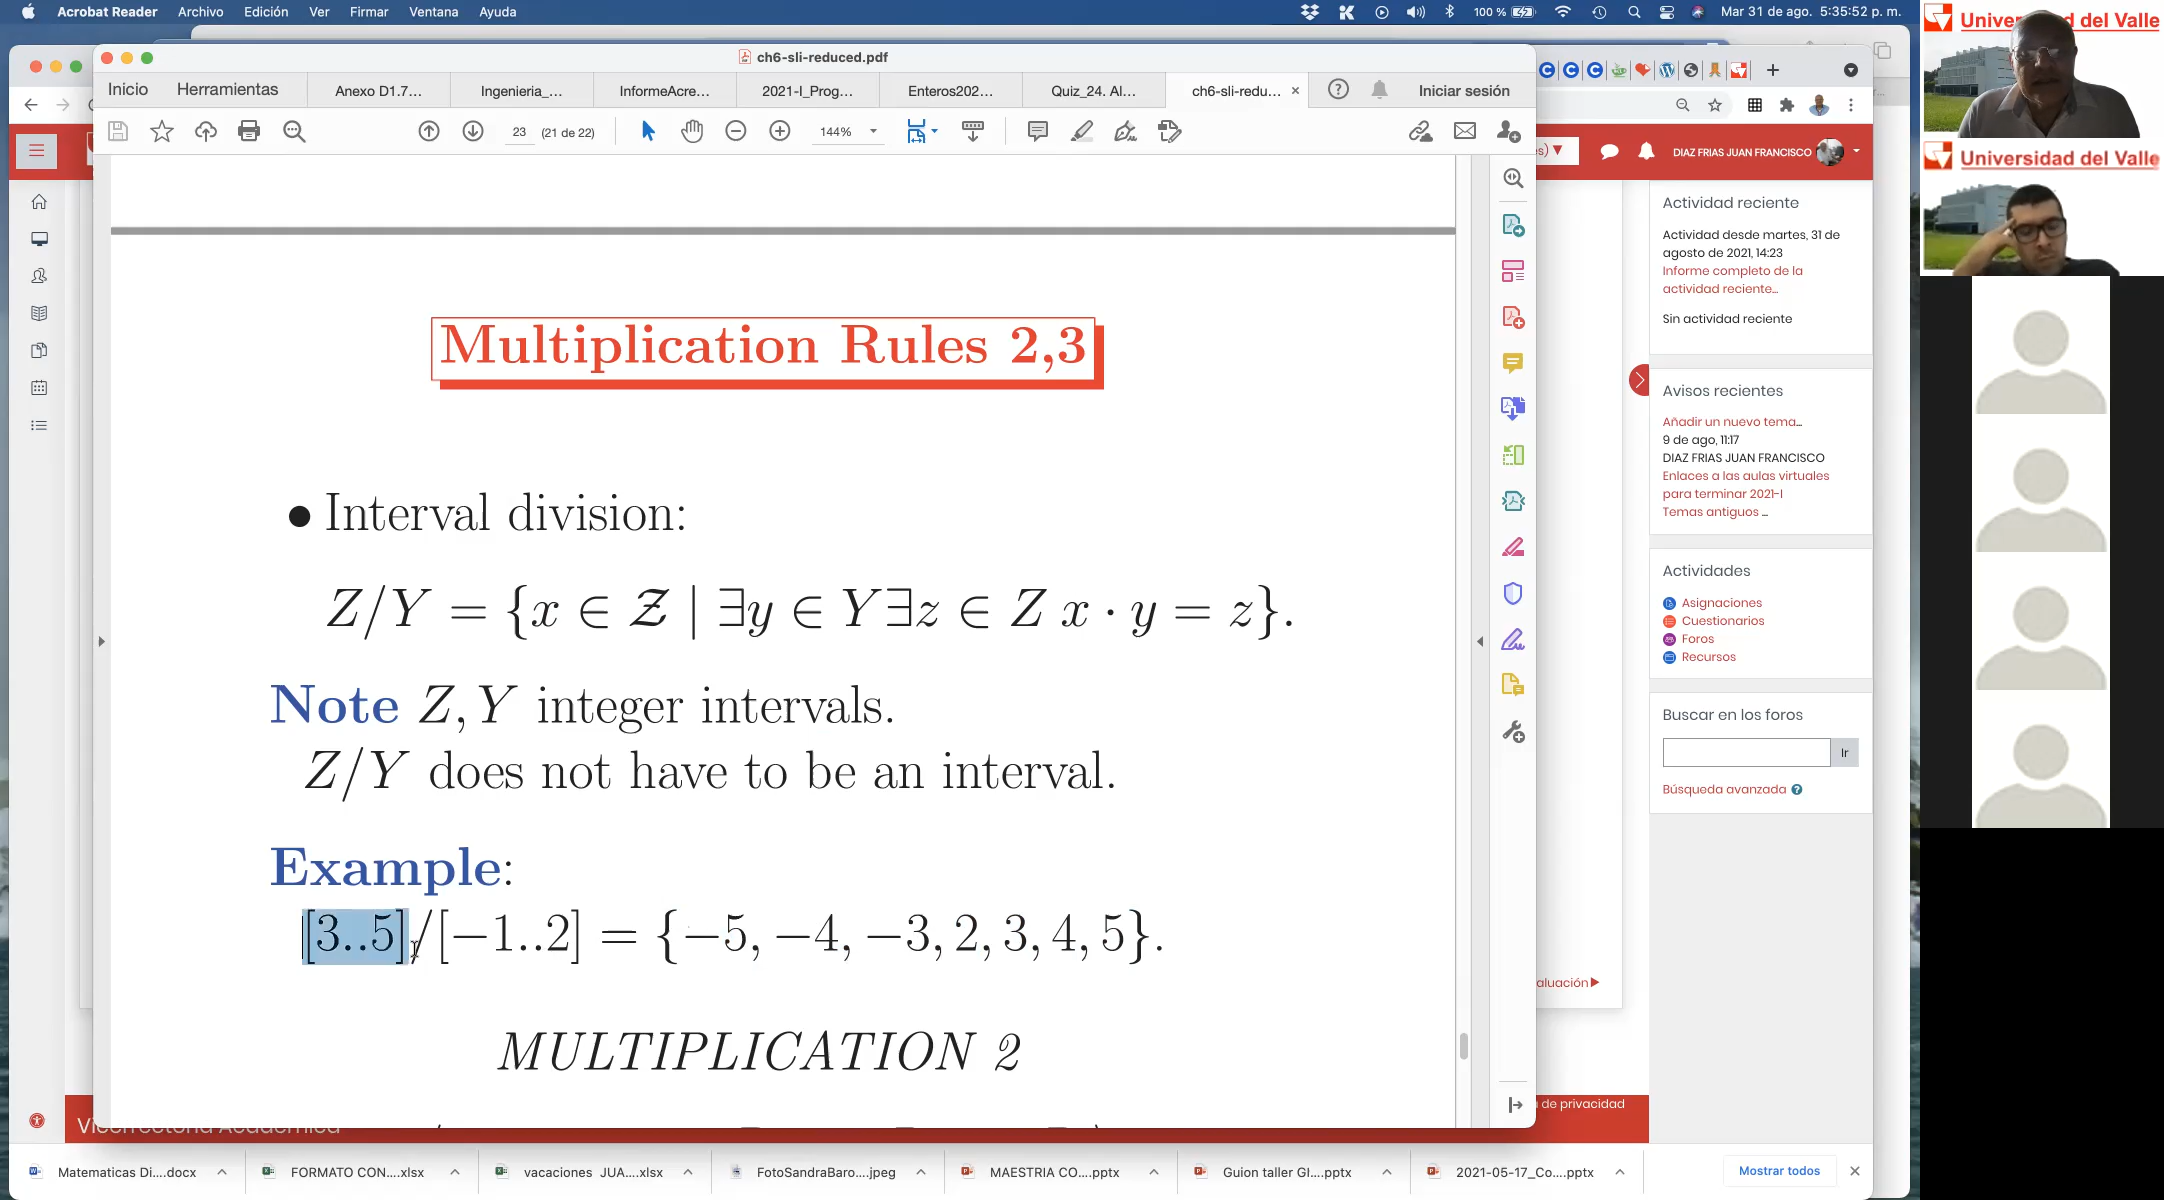 Acrobat Reader Archivo Edición Ver Firmar Ventana Ayuda 100 % Mar 31 de ago. 5:35:52 p. m.
ch6-sli-reduced.pdf
Inicio Herramientas Anexo D1.7... Ingenieria_... InformeAcre... 2021-I_Prog... Enteros202... Quiz_24. Al... ch6-sli-redu... × Iniciar sesión
23 (21 de 22) 144%
Multiplication Rules 2,3
• Interval division:
Z/Y = {x ∈ Z | ∃y ∈ Y ∃z ∈ Z x · y = z}.
Note Z, Y integer intervals.
Z/Y does not have to be an interval.
Example:
[3..5]/[−1..2] = {−5, −4, −3, 2, 3, 4, 5}.
MULTIPLICATION 2
DIAZ FRIAS JUAN FRANCISCO
Actividad reciente
Actividad desde martes, 31 de
agosto de 2021, 14:23
Informe completo de la
actividad reciente...
Sin actividad reciente
Avisos recientes
Añadir un nuevo tema...
9 de ago, 11:17
DIAZ FRIAS JUAN FRANCISCO
Enlaces a las aulas virtuales
para terminar 2021-I
Temas antiguos ...
Actividades
Asignaciones
Cuestionarios
Foros
Recursos
Buscar en los foros
Ir
Búsqueda avanzada
aluación
de privacidad
Vicerrectoría Académica
Matematicas Di....docx FORMATO CON....xlsx vacaciones JUA....xlsx FotoSandraBaro....jpeg MAESTRIA CO....pptx Guion taller GI....pptx 2021-05-17_Co....pptx Mostrar todos
Universidad del Valle
Universidad del Valle